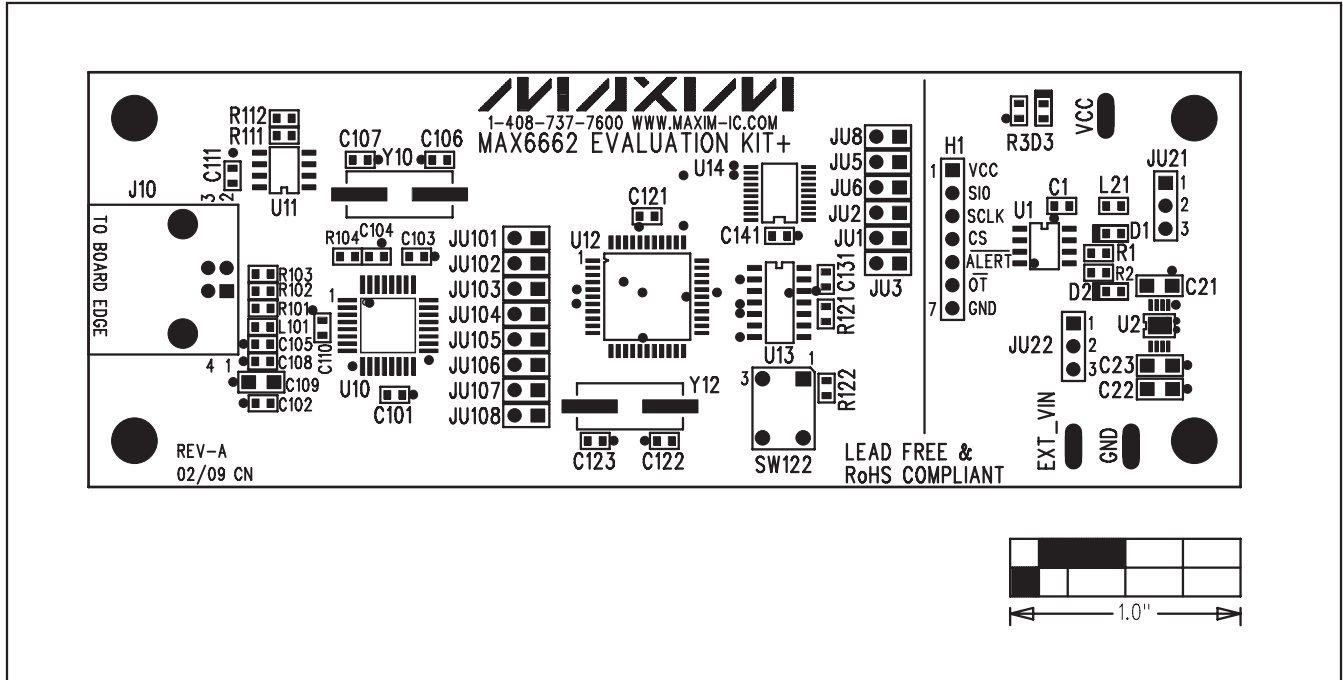 MAXIM
1-408-737-7600 WWW.MAXIM-IC.COM
MAX6662 EVALUATION KIT+
R112
R111
C111
3
2
J10
TO BOARD EDGE
U11
C107
Y10
C106
R104
C104
C103
R103
R102
R101
L101
C105
C108
C109
C102
4 1
C110
1
U10
C101
REV-A
02/09 CN
JU101
JU102
JU103
JU104
JU105
JU106
JU107
JU108
C121
U12
1
Y12
C123
C122
U14
C141
C131
R121
U13
1
3
R122
SW122
JU8
JU5
JU6
JU2
JU1
JU3
LEAD FREE &
RoHS COMPLIANT
H1
1 VCC
SIO
SCLK
CS
ALERT
OT
7 GND
R3 D3
VCC
JU21
1
2
3
C1
L21
U1
D1
R1
R2
D2
C21
U2
JU22
1
2
3
C23
C22
EXT_VIN
GND
1.0"